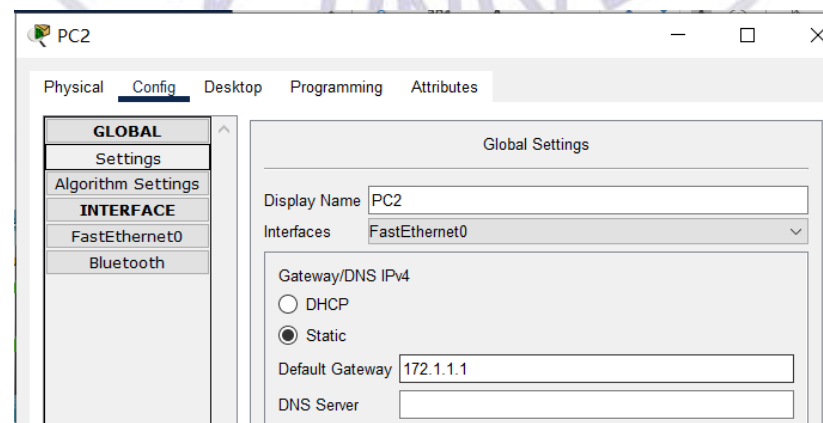 PC2
Physical Config Desktop Programming Attributes
GLOBAL
Settings
Algorithm Settings
INTERFACE
FastEthernet0
Bluetooth
Global Settings
Display Name PC2
Interfaces FastEthernet0
Gateway/DNS IPv4
DHCP
Static
Default Gateway 172.1.1.1
DNS Server